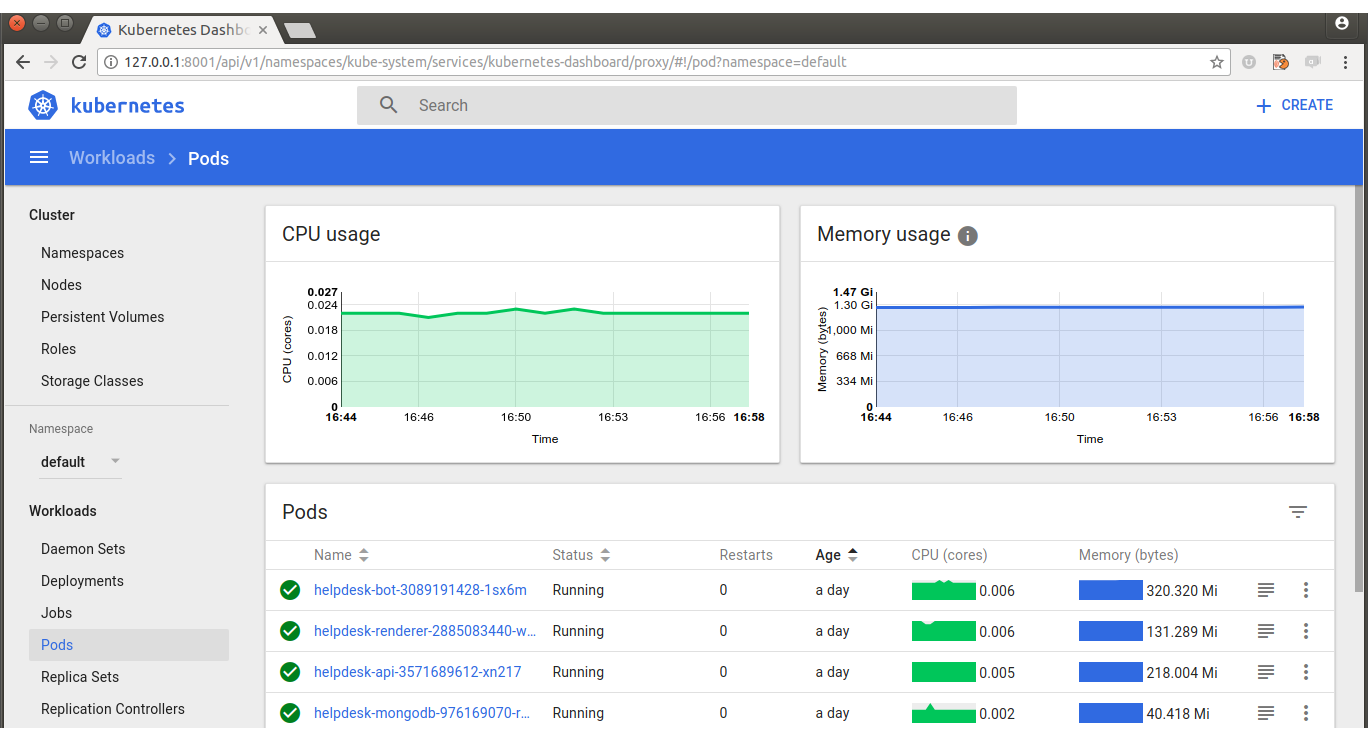 Kubernetes Dashbo
127.0.0.1:8001/api/v1/namespaces/kube-system/services/kubernetes-dashboard/proxy/#!/pod?namespace=default
kubernetes
Search
CREATE
Workloads > Pods
Cluster
Namespaces
Nodes
Persistent Volumes
Roles
Storage Classes
Namespace
default
Workloads
Daemon Sets
Deployments
Jobs
Pods
Replica Sets
Replication Controllers
CPU usage
CPU (cores)
0.027
0.024
0.018
0.012
0.006
0
16:44 16:46 16:50 16:53 16:56 16:58
Time
Memory usage
Memory (bytes)
1.47 Gi
1.30 Gi
1,000 Mi
668 Mi
334 Mi
0
16:44 16:46 16:50 16:53 16:56 16:58
Time
Pods
Name Status Restarts Age CPU (cores) Memory (bytes)
helpdesk-bot-3089191428-1sx6m Running 0 a day 0.006 320.320 Mi
helpdesk-renderer-2885083440-w... Running 0 a day 0.006 131.289 Mi
helpdesk-api-3571689612-xn217 Running 0 a day 0.005 218.004 Mi
helpdesk-mongodb-976169070-r... Running 0 a day 0.002 40.418 Mi